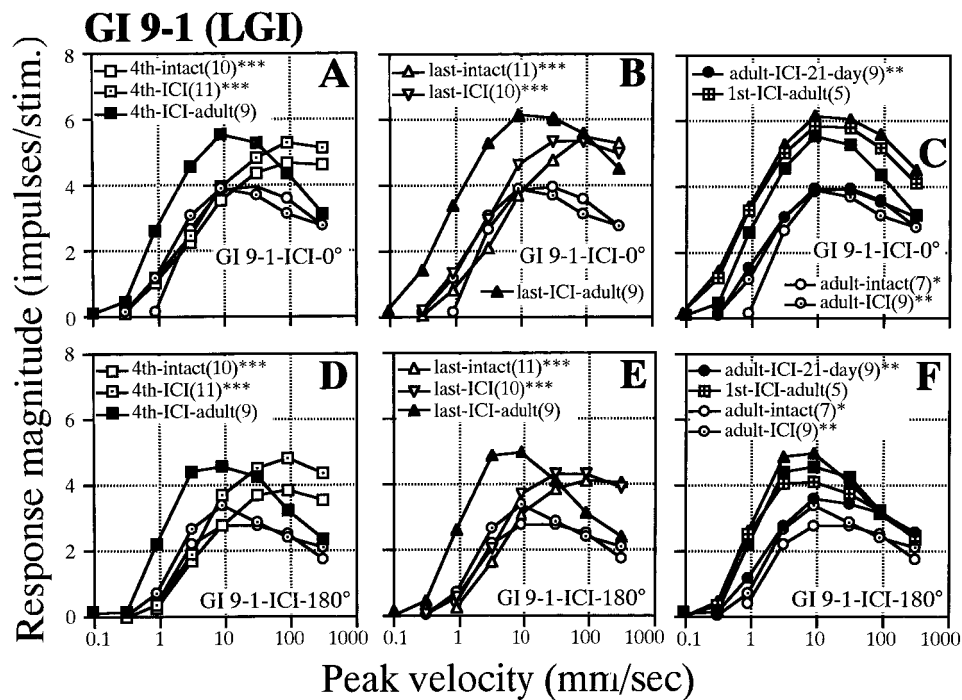 GI 9-1 (LGI)
Response magnitude (impulses/stim.)
8
6
4
2
0
4th-intact(10)***
4th-ICI(11)***
4th-ICI-adult(9)
A
GI 9-1-ICI-0°
last-intact(11)***
last-ICI(10)***
B
last-ICI-adult(9)
adult-ICI-21-day(9)**
1st-ICI-adult(5)
C
GI 9-1-ICI-0°
adult-intact(7)*
adult-ICI(9)**
8
6
4
2
0
4th-intact(10)***
4th-ICI(11)***
4th-ICI-adult(9)
D
GI 9-1-ICI-180°
0.1 1 10 100 1000
last-intact(11)***
last-ICI(10)***
last-ICI-adult(9)
E
GI 9-1-ICI-180°
0.1 1 10 100 1000
adult-ICI-21-day(9)**
1st-ICI-adult(5)
adult-intact(7)*
adult-ICI(9)**
F
GI 9-1-ICI-180°
0.1 1 10 100 1000
Peak velocity (mm/sec)